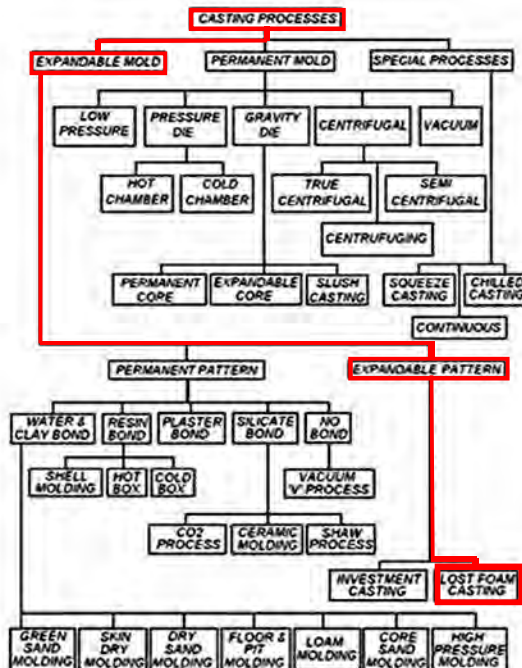 CASTING PROCESSES
EXPANDABLE MOLD
PERMANENT MOLD
SPECIAL PROCESSES
LOW
PRESSURE
PRESSURE
DIE
GRAVITY
DIE
CENTRIFUGAL
VACUUM
HOT
CHAMBER
COLD
CHAMBER
TRUE
CENTRIFUGAL
SEMI
CENTRIFUGAL
CENTRUFUGING
PERMANENT
CORE
EXPANDABLE
CORE
SLUSH
CASTING
SQUEEZE
CASTING
CHILLED
CASTING
CONTINUOUS
PERMANENT PATTERN
EXPANDABLE PATTERN
WATER &
CLAY BOND
RESIN
BOND
PLASTER
BOND
SILICATE
BOND
NO
BOND
SHELL
MOLDING
HOT
BOX
COLD
BOX
VACUUM
'V' PROCESS
CO2
PROCESS
CERAMIC
MOLDING
SHAW
PROCESS
INVESTMENT
CASTING
LOST FOAM
CASTING
GREEN
SAND
MOLDING
SKIN
DRY
MOLDING
DRY
SAND
MOLDING
FLOOR &
PIT
MOLDING
LOAM
MOLDING
CORE
SAND
MOLDING
HIGH
PRESSURE
MOLDING